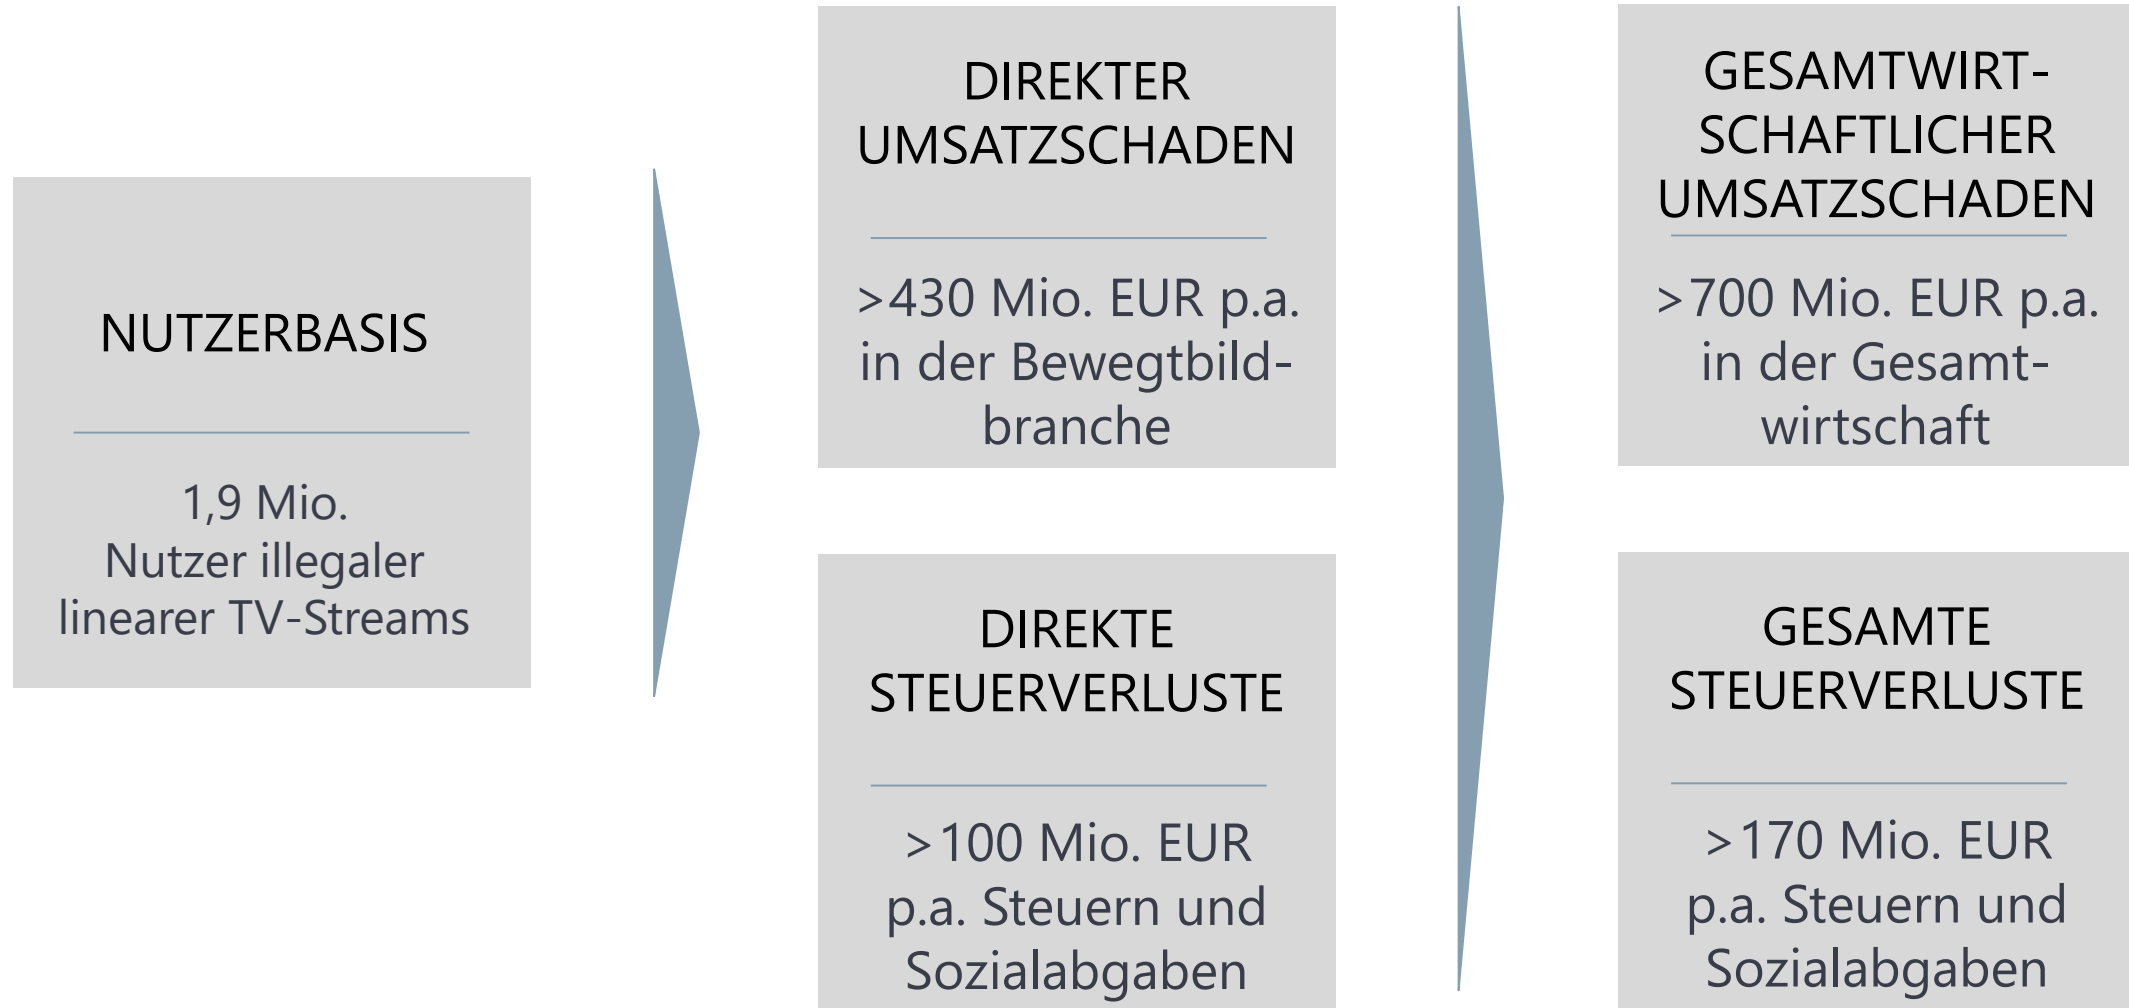 NUTZERBASIS
1,9 Mio.
Nutzer illegaler
linearer TV-Streams
DIREKTER
UMSATZSCHADEN
>430 Mio. EUR p.a.
in der Bewegtbild-
branche
DIREKTE
STEUERVERLUSTE
>100 Mio. EUR
p.a. Steuern und
Sozialabgaben
GESAMTWIRT-
SCHAFTLICHER
UMSATZSCHADEN
>700 Mio. EUR p.a.
in der Gesamt-
wirtschaft
GESAMTE
STEUERVERLUSTE
>170 Mio. EUR
p.a. Steuern und
Sozialabgaben